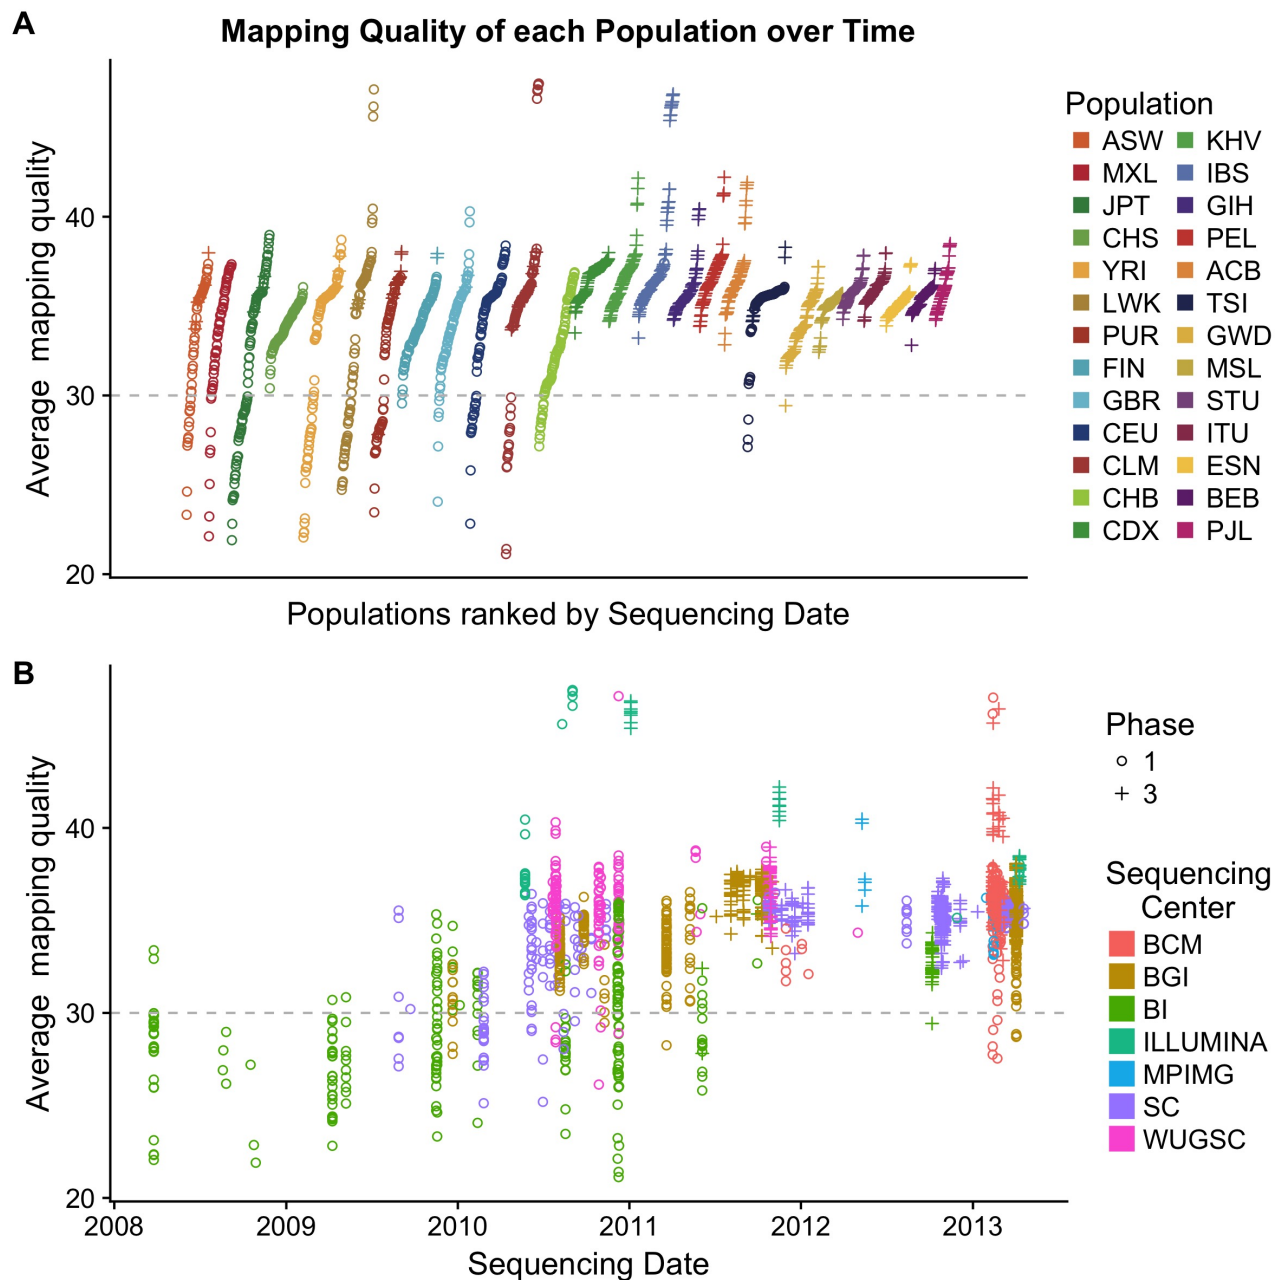 A
Mapping Quality of each Population over Time
Average mapping quality
40
30
20
Populations ranked by Sequencing Date
Population
ASW KHV
MXL IBS
JPT GIH
CHS PEL
YRI ACB
LWK TSI
PUR GWD
FIN MSL
GBR STU
CEU ITU
CLM ESN
CHB BEB
CDX PJL
B
Average mapping quality
40
30
20
2008 2009 2010 2011 2012 2013
Sequencing Date
Phase
1
3
Sequencing
Center
BCM
BGI
BI
ILLUMINA
MPIMG
SC
WUGSC